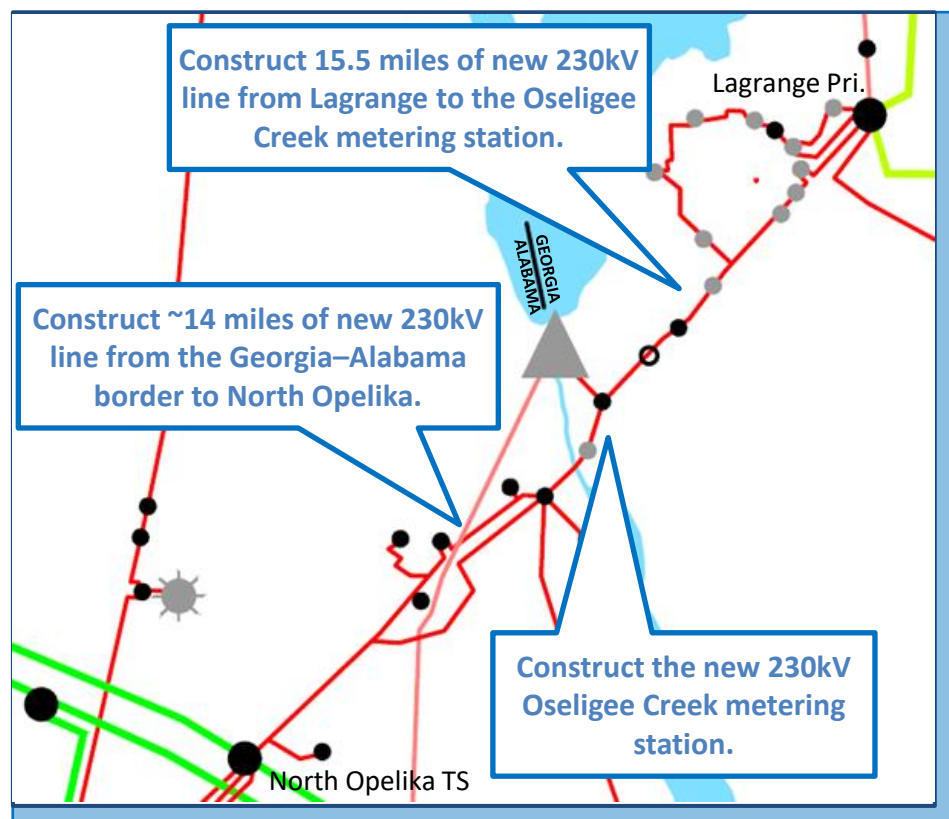 Construct 15.5 miles of new 230kV
line from Lagrange to the Oseligee
Creek metering station.
Lagrange Pri.
GEORGIA
ALABAMA
Construct ~14 miles of new 230kV
line from the Georgia–Alabama
border to North Opelika.
Construct the new 230kV
Oseligee Creek metering
station.
North Opelika TS